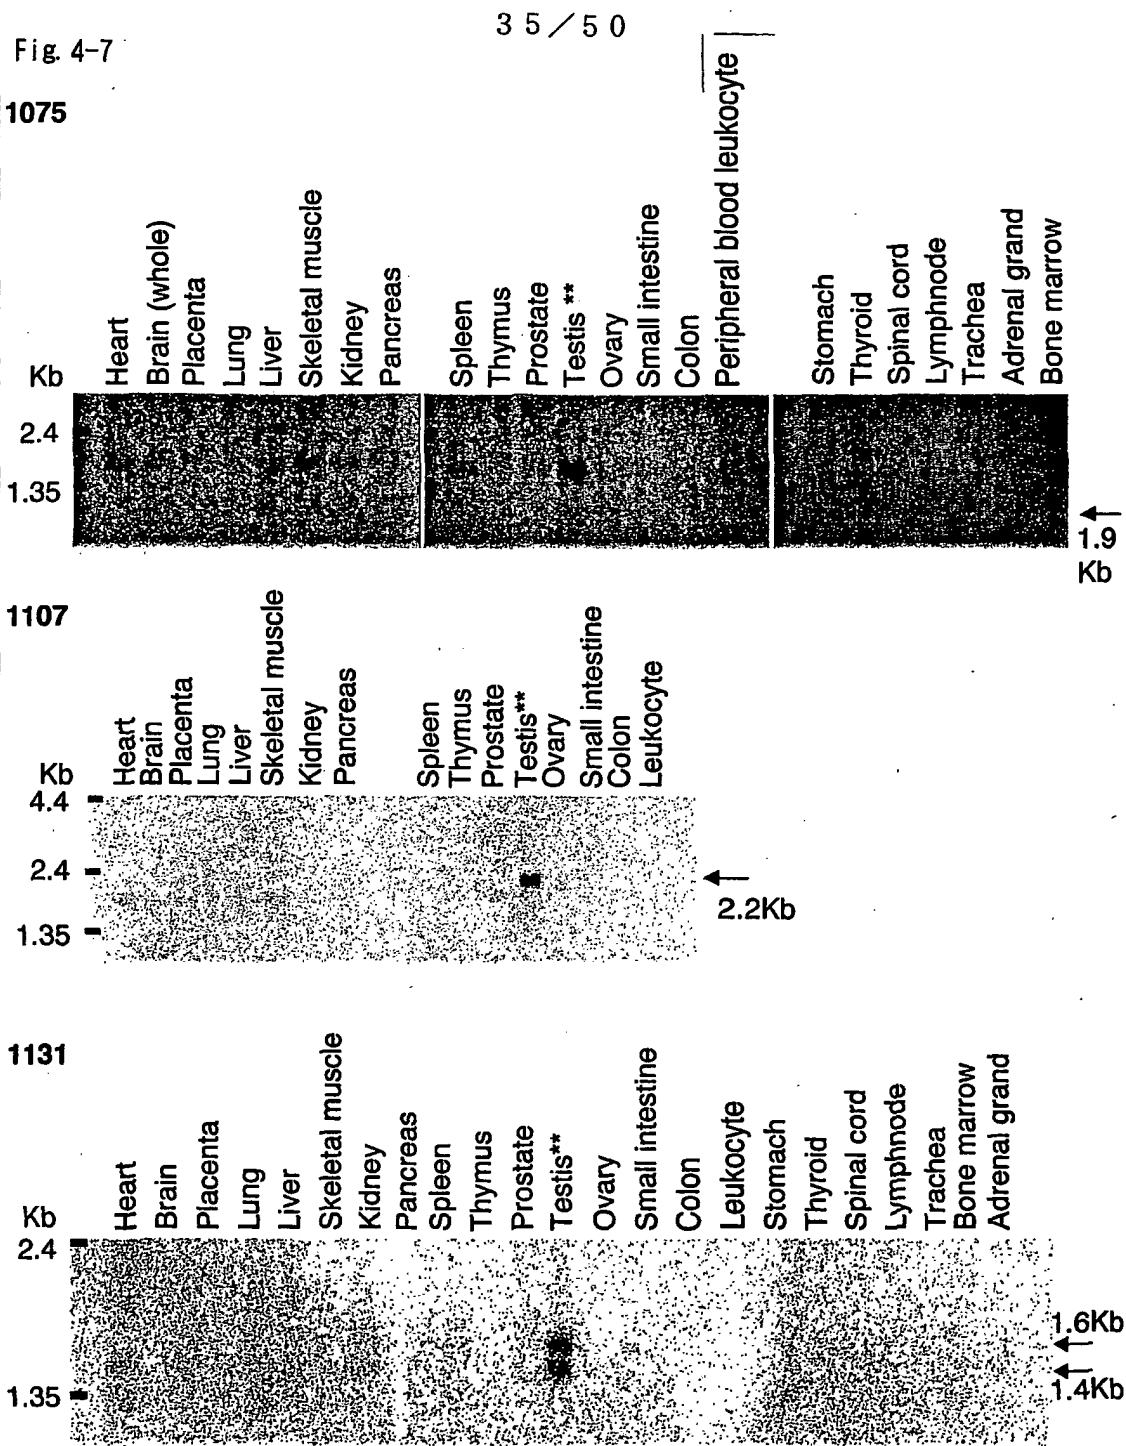 35/50
Fig. 4-7
1075
Heart
Brain (whole)
Placenta
Lung
Liver
Skeletal muscle
Kidney
Pancreas
Spleen
Thymus
Prostate
Testis **
Ovary
Small intestine
Colon
Peripheral blood leukocyte
Stomach
Thyroid
Spinal cord
Lymphnode
Trachea
Adrenal grand
Bone marrow
Kb
2.4
1.35
1.9
Kb
1107
Heart
Brain
Placenta
Lung
Liver
Skeletal muscle
Kidney
Pancreas
Spleen
Thymus
Prostate
Testis**
Ovary
Small intestine
Colon
Leukocyte
Kb
4.4
2.4
1.35
2.2Kb
1131
Heart
Brain
Placenta
Lung
Liver
Skeletal muscle
Kidney
Pancreas
Spleen
Thymus
Prostate
Testis**
Ovary
Small intestine
Colon
Leukocyte
Stomach
Thyroid
Spinal cord
Lymphnode
Trachea
Bone marrow
Adrenal grand
Kb
2.4
1.35
1.6Kb
1.4Kb